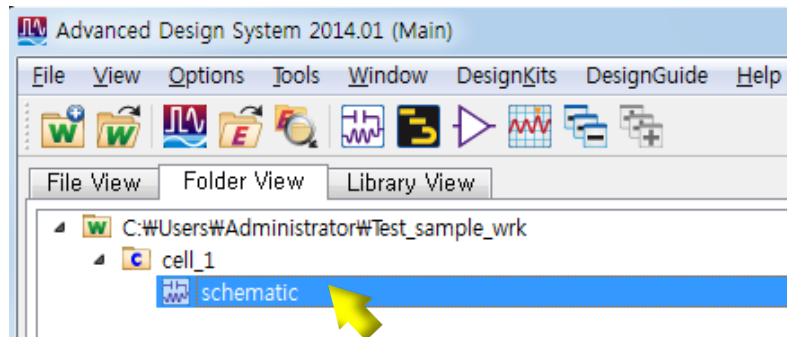 Advanced Design System 2014.01 (Main)
File View Options Tools Window DesignKits DesignGuide Help
File View Folder View Library View
C:₩Users₩Administrator₩Test_sample_wrk
cell_1
schematic